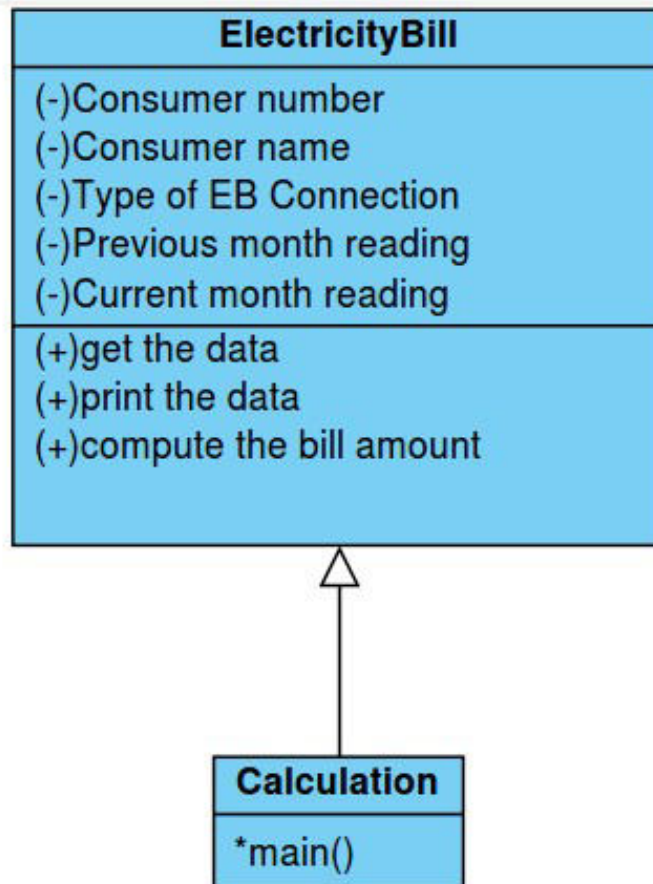 ElectricityBill
(-)Consumer number
(-)Consumer name
(-)Type of EB Connection
(-)Previous month reading
(-)Current month reading
(+)get the data
(+)print the data
(+)compute the bill amount
Calculation
*main()